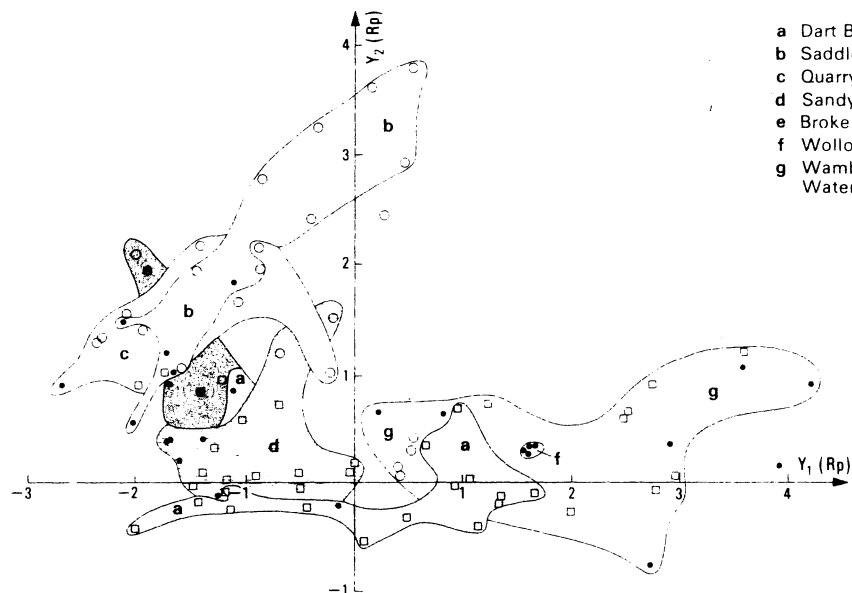 Y₂ (Rp)
4
3
2
1
-1
-3
-2
-1
1
2
3
4
Y₁ (Rp)
b
b
c
a
d
a
g
a
f
g
a Dart B
b Saddl
c Quarry
d Sandy
e Broke
f Wollo
g Wamb
Water